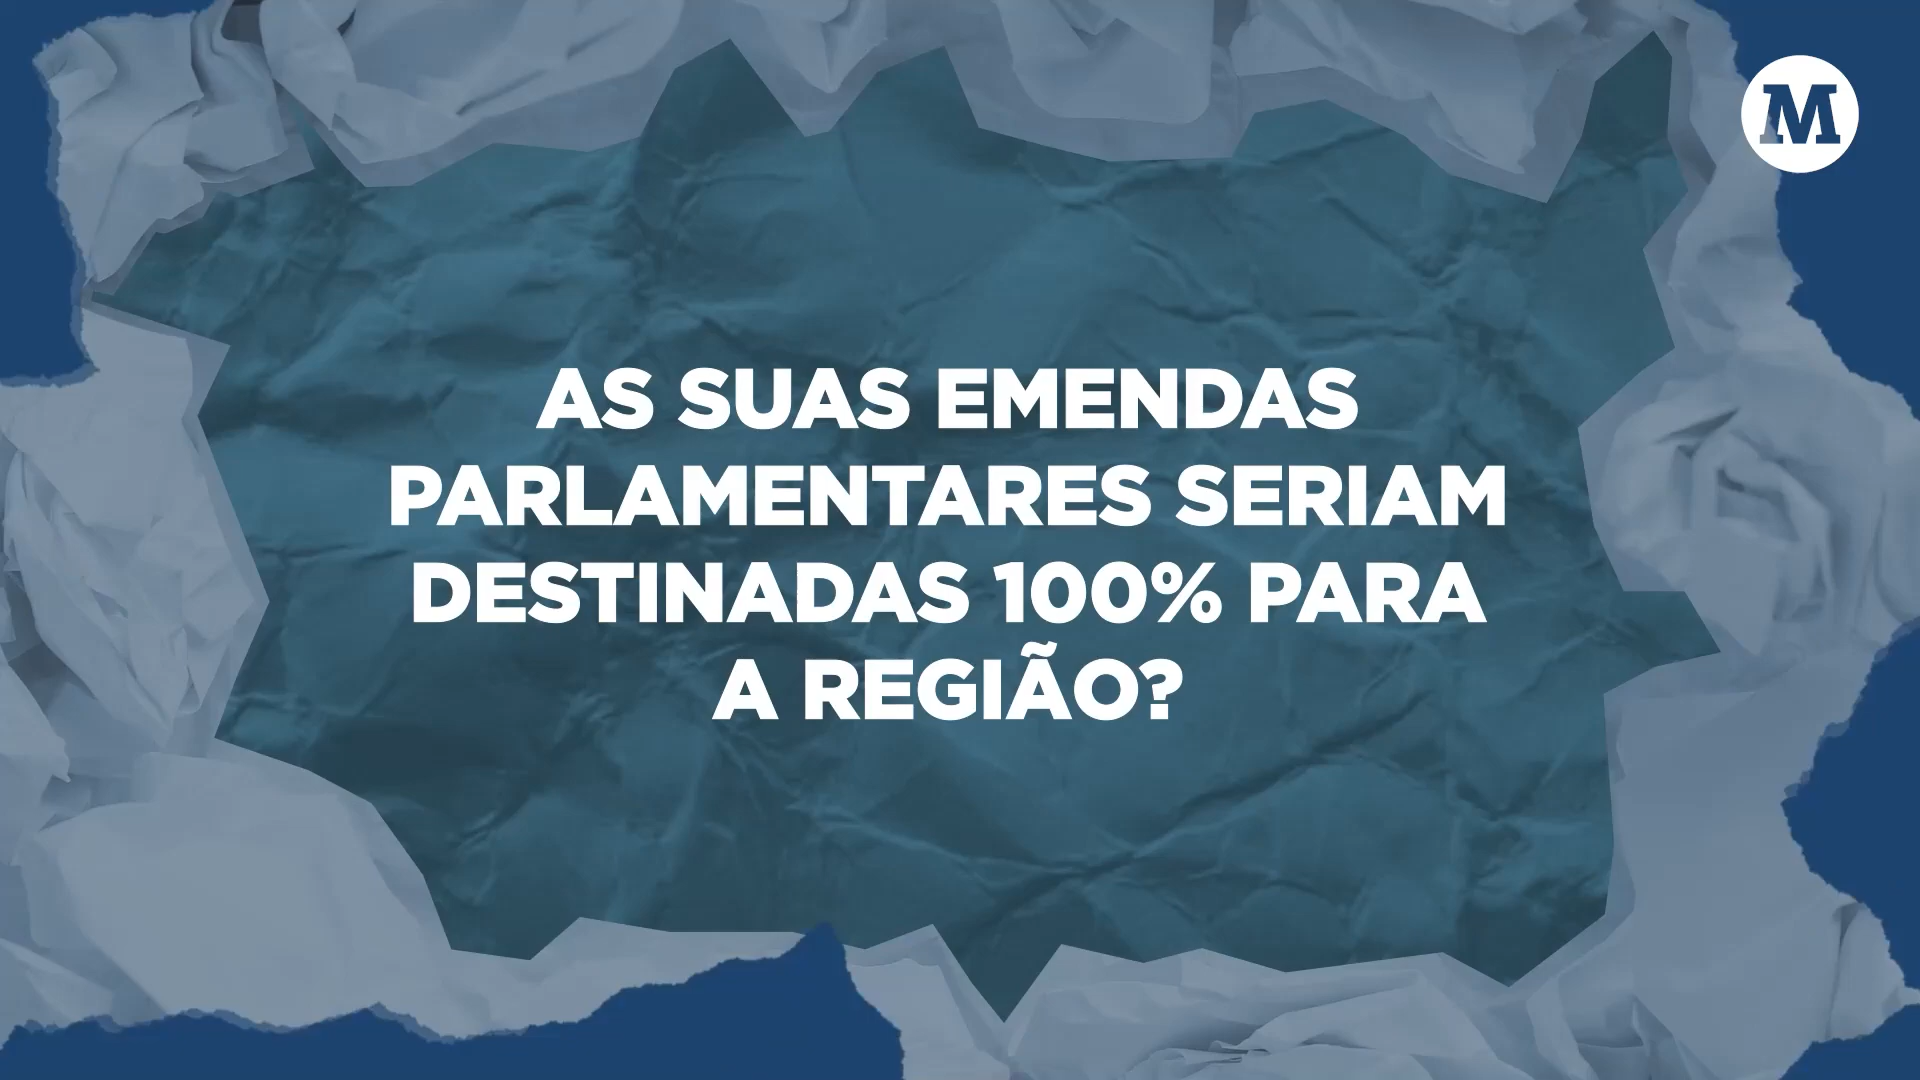 M
AS SUAS EMENDAS
PARLAMENTARES SERIAM
DESTINADAS 100% PARA
A REGIÃO?